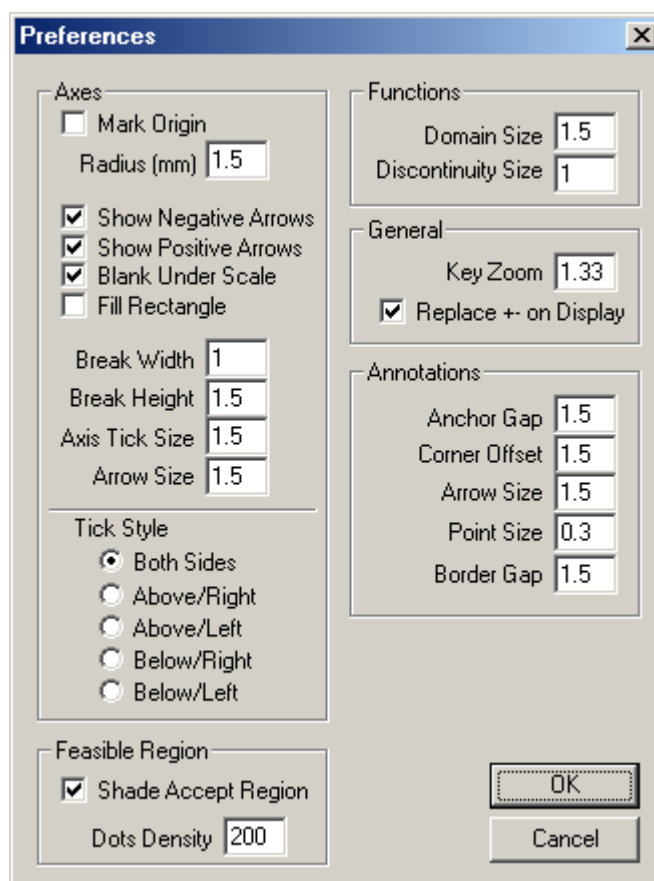 Preferences
Axes
Mark Origin
Radius (mm) 1.5
Show Negative Arrows
Show Positive Arrows
Blank Under Scale
Fill Rectangle
Break Width 1
Break Height 1.5
Axis Tick Size 1.5
Arrow Size 1.5
Tick Style
Both Sides
Above/Right
Above/Left
Below/Right
Below/Left
Feasible Region
Shade Accept Region
Dots Density 200
Functions
Domain Size 1.5
Discontinuity Size 1
General
Key Zoom 1.33
Replace +- on Display
Annotations
Anchor Gap 1.5
Corner Offset 1.5
Arrow Size 1.5
Point Size 0.3
Border Gap 1.5
OK
Cancel